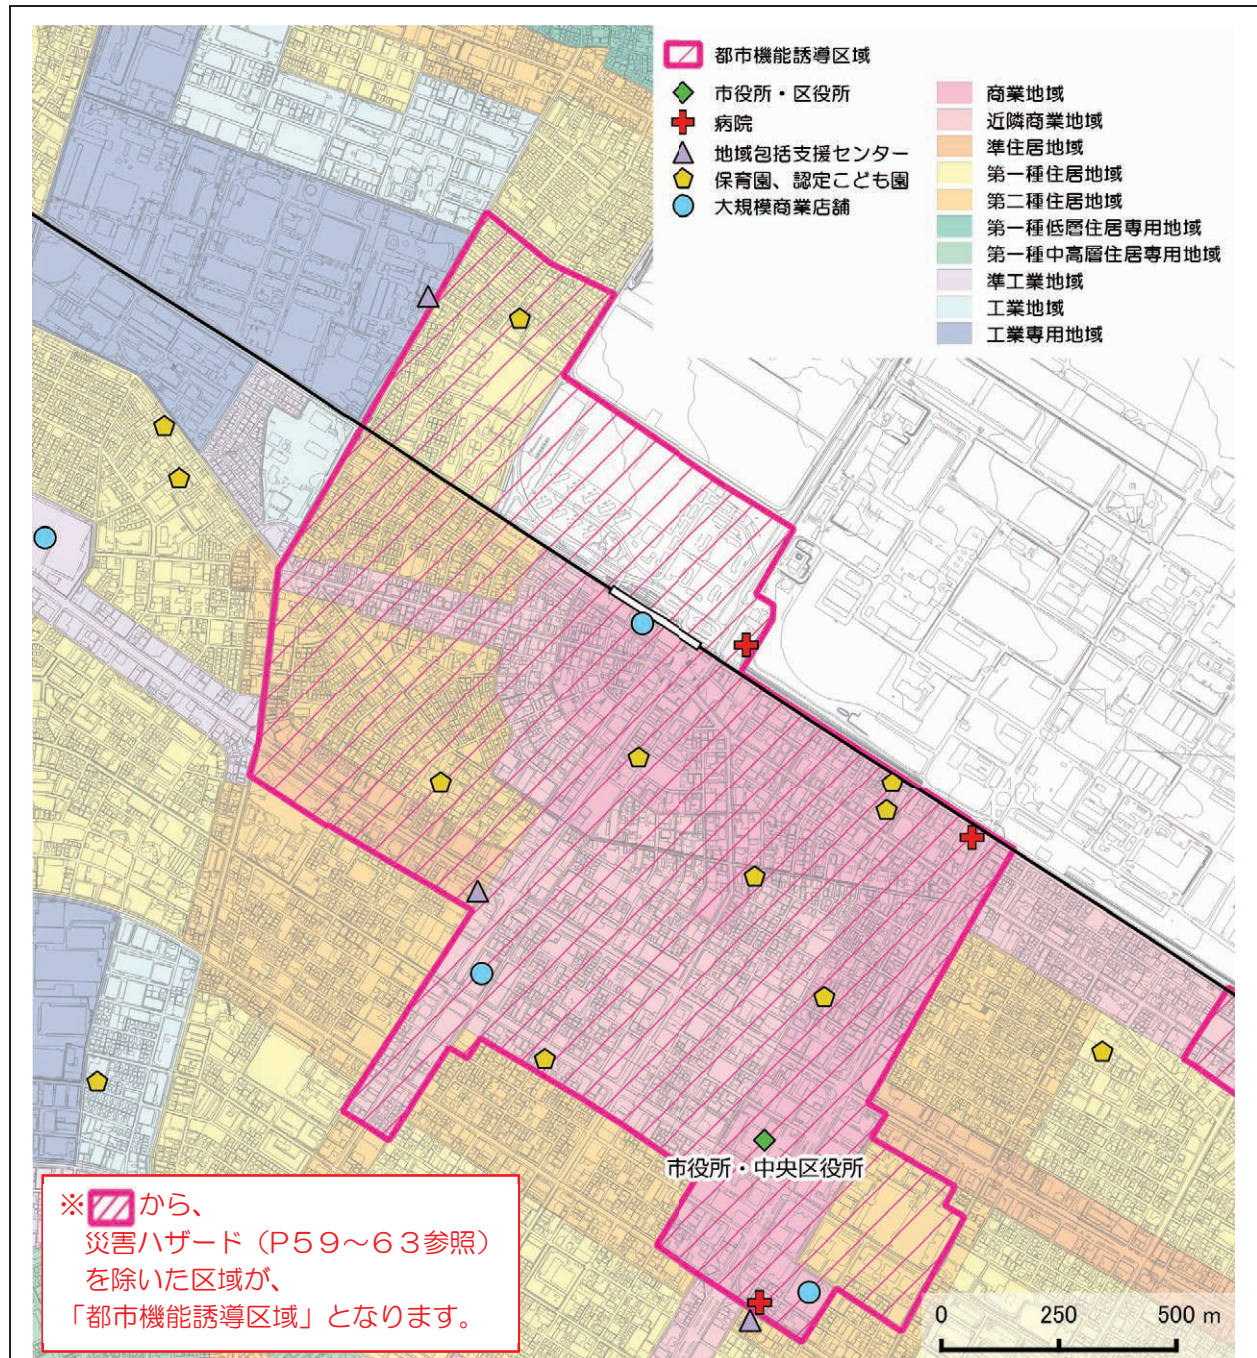 都市機能誘導区域
市役所・区役所
病院
地域包括支援センター
保育園、認定こども園
大規模商業店舗
商業地域
近隣商業地域
準住居地域
第一種住居地域
第二種住居地域
第一種低層住居専用地域
第一種中高層住居専用地域
準工業地域
工業地域
工業専用地域
市役所・中央区役所
※から、
災害ハザード（P５９～６３参照）
を除いた区域が、
「都市機能誘導区域」となります。
0 250 500 m